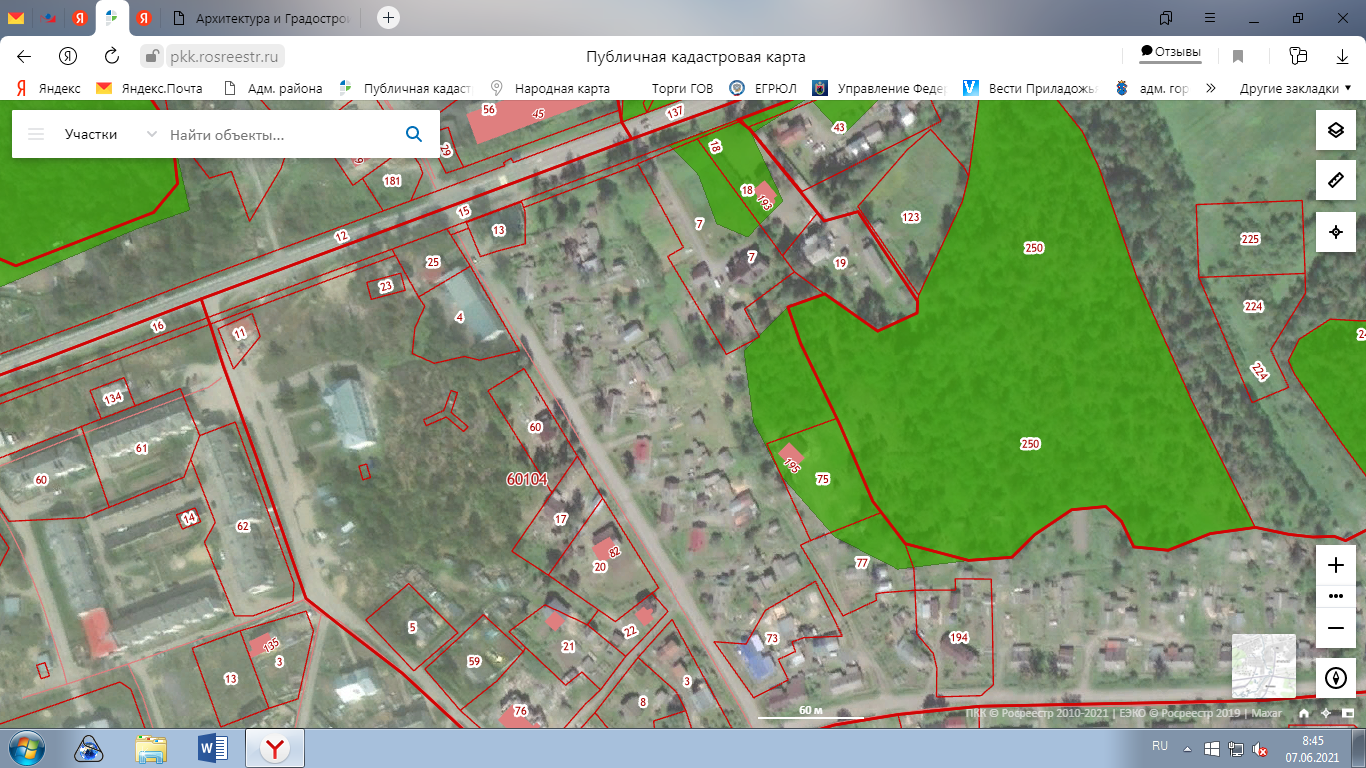 Архитектура и Градострои
pkk.rosreestr.ru
Публичная кадастровая карта
Отзывы
Яндекс
Яндекс.Почта
Адм. района
Публичная кадаст
Народная карта
Торги ГОВ
ЕГРЮЛ
Управление Феде
Вести Приладожь
адм. гор
»
Другие закладки
Участки
Найти объекты...
56
45
137
43
29
181
18
18
193
15
12
13
7
7
123
19
250
225
25
23
4
224
16
11
224
134
60
61
60
250
195
75
60104
14
62
17
82
20
77
5
22
73
194
135
21
59
3
13
3
8
76
60 м
ПКК © Росреестр 2010-2021 | ЕЭКО © Росреестр 2019 | Maxar
RU
8:45
07.06.2021